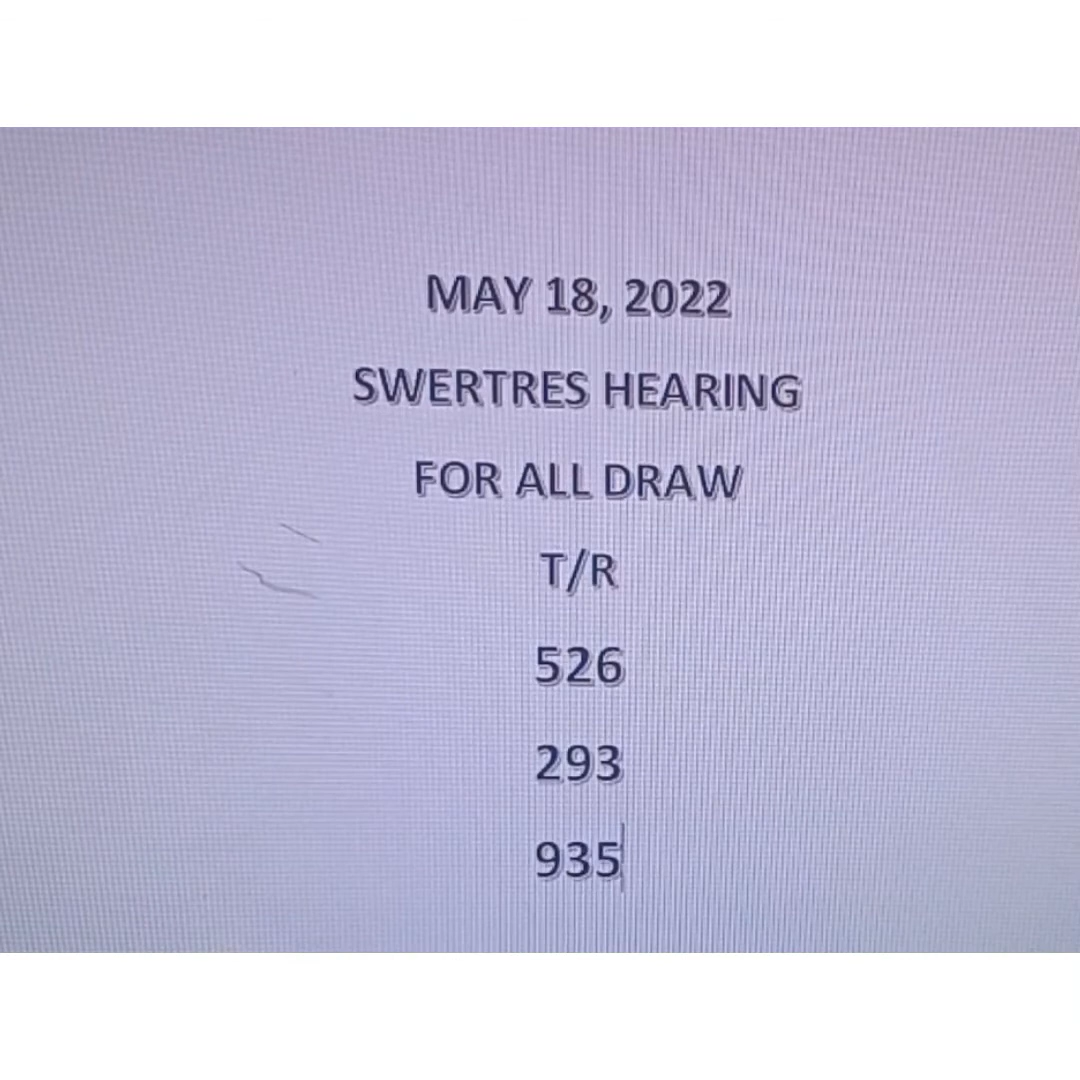 MAY 18, 2022
SWERTRES HEARING
FOR ALL DRAW
T/R
526
293
935